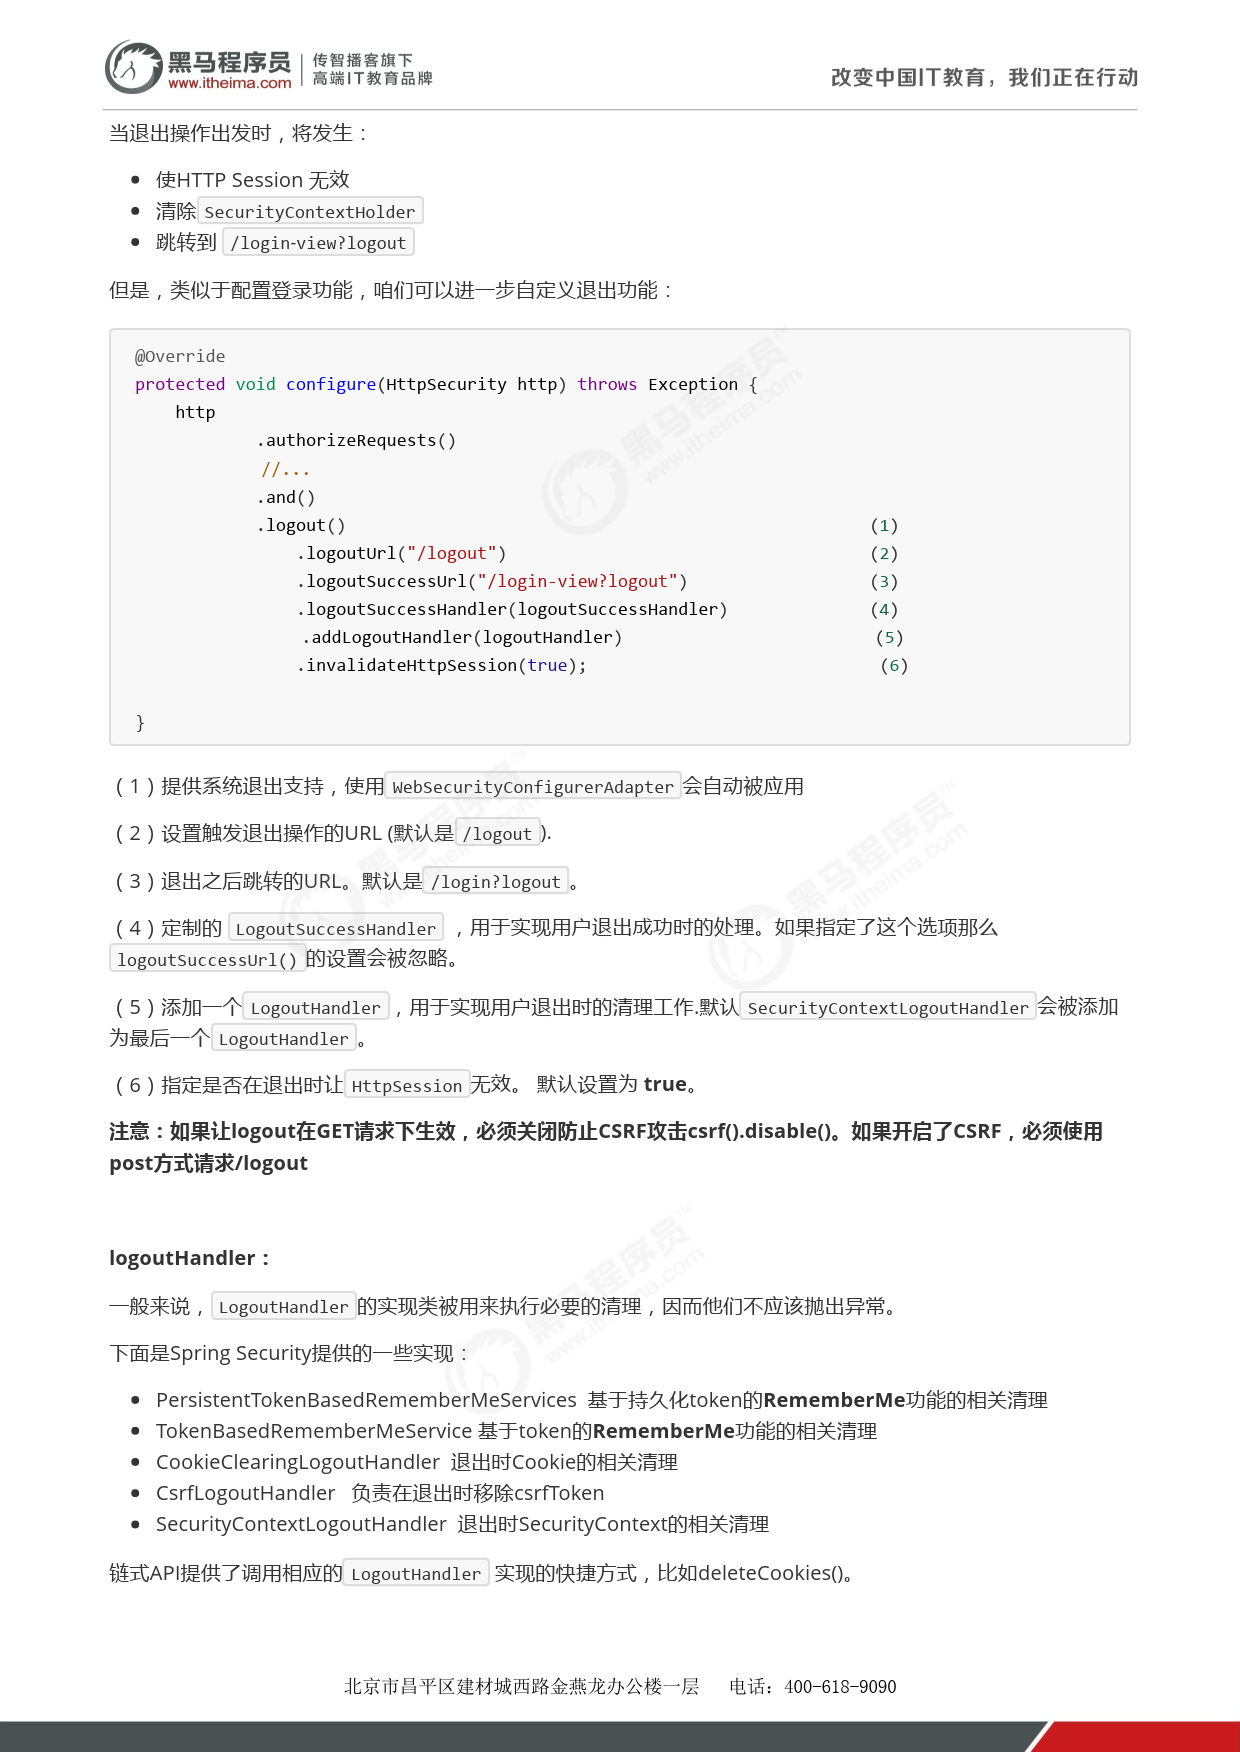 黑马程序员 传智播客旗下
www.itheima.com 高端IT教育品牌
改变中国IT教育，我们正在行动
当退出操作出发时，将发生：
使HTTP Session 无效
清除 SecurityContextHolder
跳转到 /login-view?logout
但是，类似于配置登录功能，咱们可以进一步自定义退出功能：
@Override
protected void configure(HttpSecurity http) throws Exception {
    http
            .authorizeRequests()
            //...
            .and()
            .logout() (1)
                .logoutUrl("/logout") (2)
                .logoutSuccessUrl("/login-view?logout") (3)
                .logoutSuccessHandler(logoutSuccessHandler) (4)
                .addLogoutHandler(logoutHandler) (5)
                .invalidateHttpSession(true); (6)
}
（1）提供系统退出支持，使用 WebSecurityConfigurerAdapter 会自动被应用
（2）设置触发退出操作的URL (默认是 /logout ).
（3）退出之后跳转的URL。默认是 /login?logout 。
（4）定制的 LogoutSuccessHandler ，用于实现用户退出成功时的处理。如果指定了这个选项那么
logoutSuccessUrl() 的设置会被忽略。
（5）添加一个 LogoutHandler ，用于实现用户退出时的清理工作.默认 SecurityContextLogoutHandler 会被添加
为最后一个 LogoutHandler 。
（6）指定是否在退出时让 HttpSession 无效。 默认设置为 true。
注意：如果让logout在GET请求下生效，必须关闭防止CSRF攻击csrf().disable()。如果开启了CSRF，必须使用
post方式请求/logout
logoutHandler：
一般来说， LogoutHandler 的实现类被用来执行必要的清理，因而他们不应该抛出异常。
下面是Spring Security提供的一些实现：
PersistentTokenBasedRememberMeServices 基于持久化token的RememberMe功能的相关清理
TokenBasedRememberMeService 基于token的RememberMe功能的相关清理
CookieClearingLogoutHandler 退出时Cookie的相关清理
CsrfLogoutHandler 负责在退出时移除csrfToken
SecurityContextLogoutHandler 退出时SecurityContext的相关清理
链式API提供了调用相应的 LogoutHandler 实现的快捷方式，比如deleteCookies()。
北京市昌平区建材城西路金燕龙办公楼一层 电话：400-618-9090